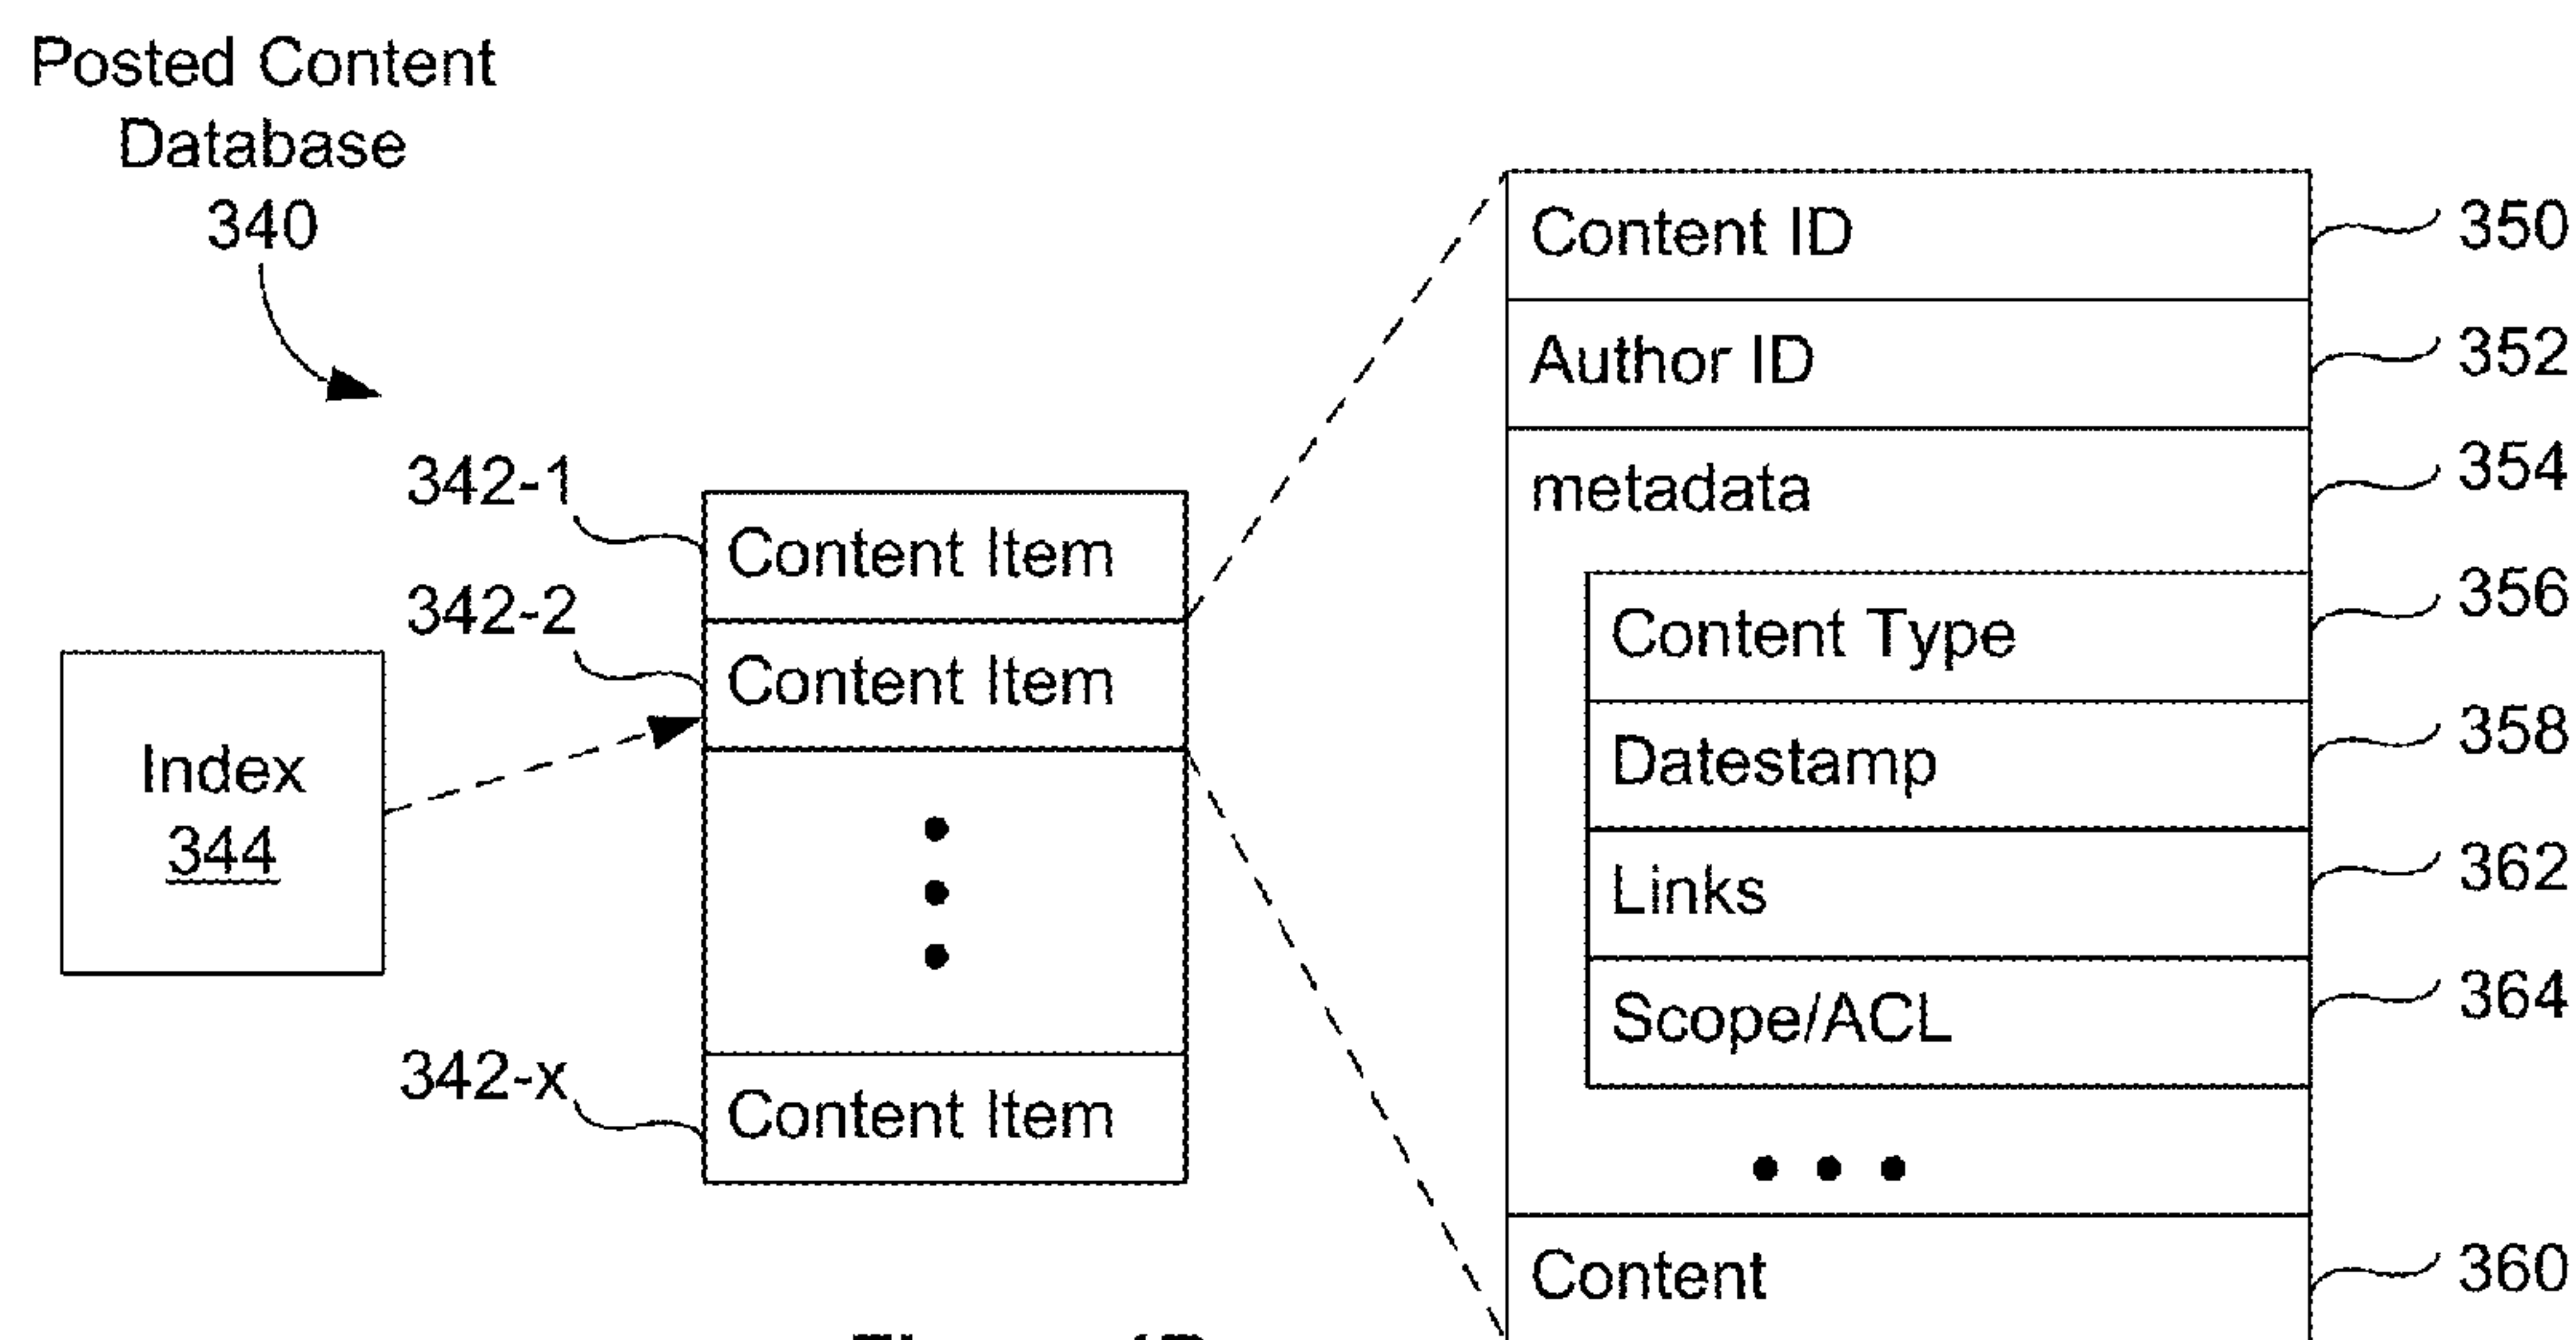 Posted Content
Database
340
342-1
Content Item
342-2
Content Item
Index
344
342-x
Content Item
Content ID
350
Author ID
352
metadata
354
Content Type
356
Datestamp
358
Links
362
Scope/ACL
364
Content
360